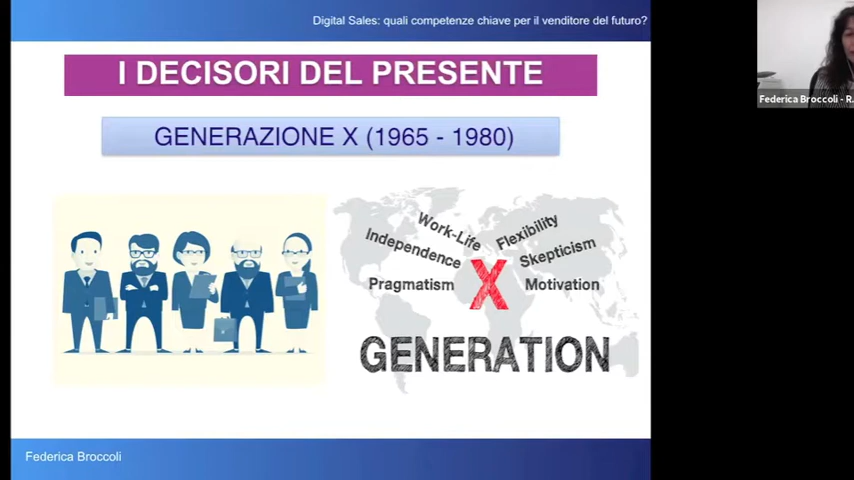 Digital Sales: quali competenze chiave per il venditore del futuro?
I DECISORI DEL PRESENTE
GENERAZIONE X (1965 - 1980)
Work-Life
Flexibility
Independence
Skepticism
Pragmatism
X
Motivation
GENERATION
Federica Broccoli
Federica Broccoli - R.